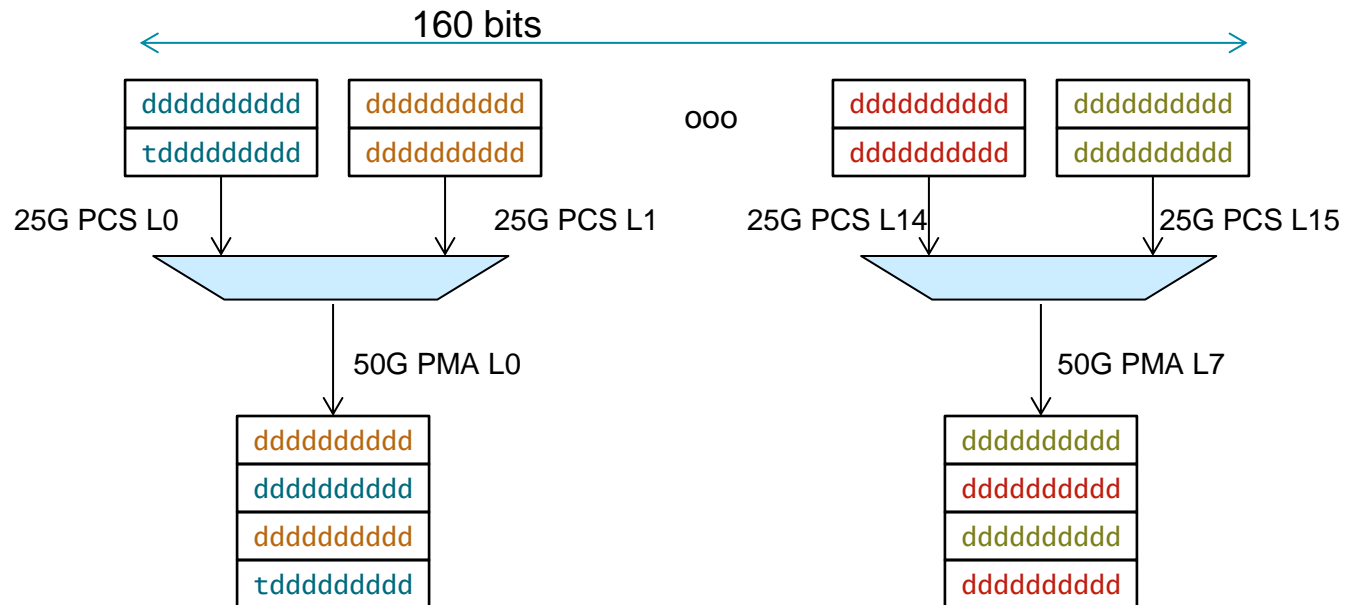 160 bits
dddddddddd dddddddddd ooo dddddddddd dddddddddd
tddddddddd dddddddddd dddddddddd dddddddddd
25G PCS L0 25G PCS L1 25G PCS L14 25G PCS L15
50G PMA L0 50G PMA L7
dddddddddd dddddddddd
dddddddddd dddddddddd
dddddddddd dddddddddd
tddddddddd dddddddddd